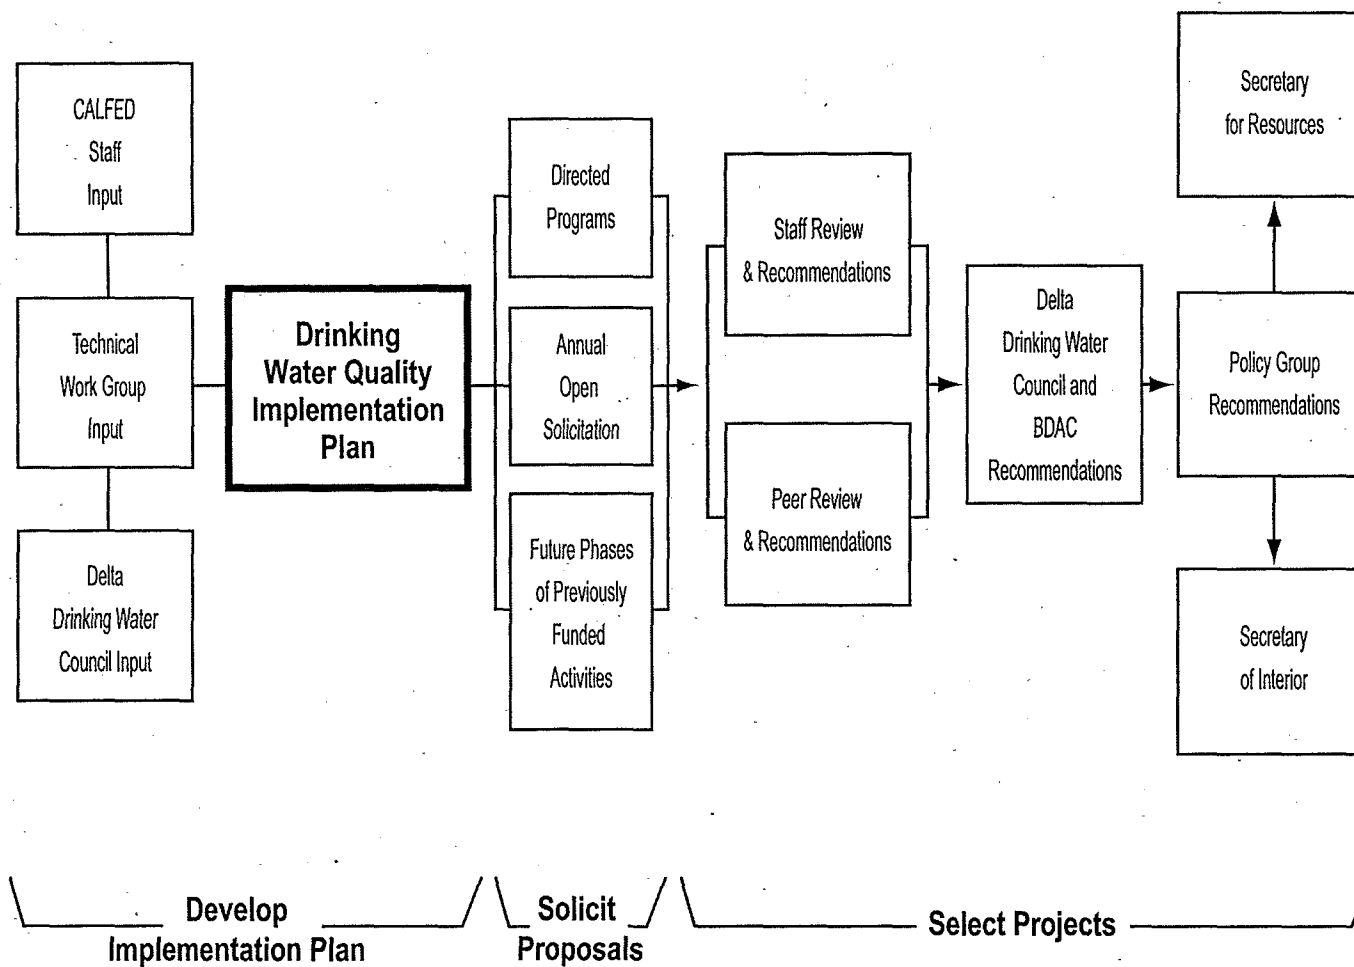 CALFED
Staff
Input
Technical
Work Group
Input
Delta
Drinking Water
Council Input
Drinking
Water Quality
Implementation
Plan
Directed
Programs
Annual
Open
Solicitation
Future Phases
of Previously
Funded
Activities
Staff Review
& Recommendations
Peer Review
& Recommendations
Delta
Drinking Water
Council and
BDAC
Recommendations
Secretary
for Resources
Policy Group
Recommendations
Secretary
of Interior
Develop
Implementation Plan
Solicit
Proposals
Select Projects